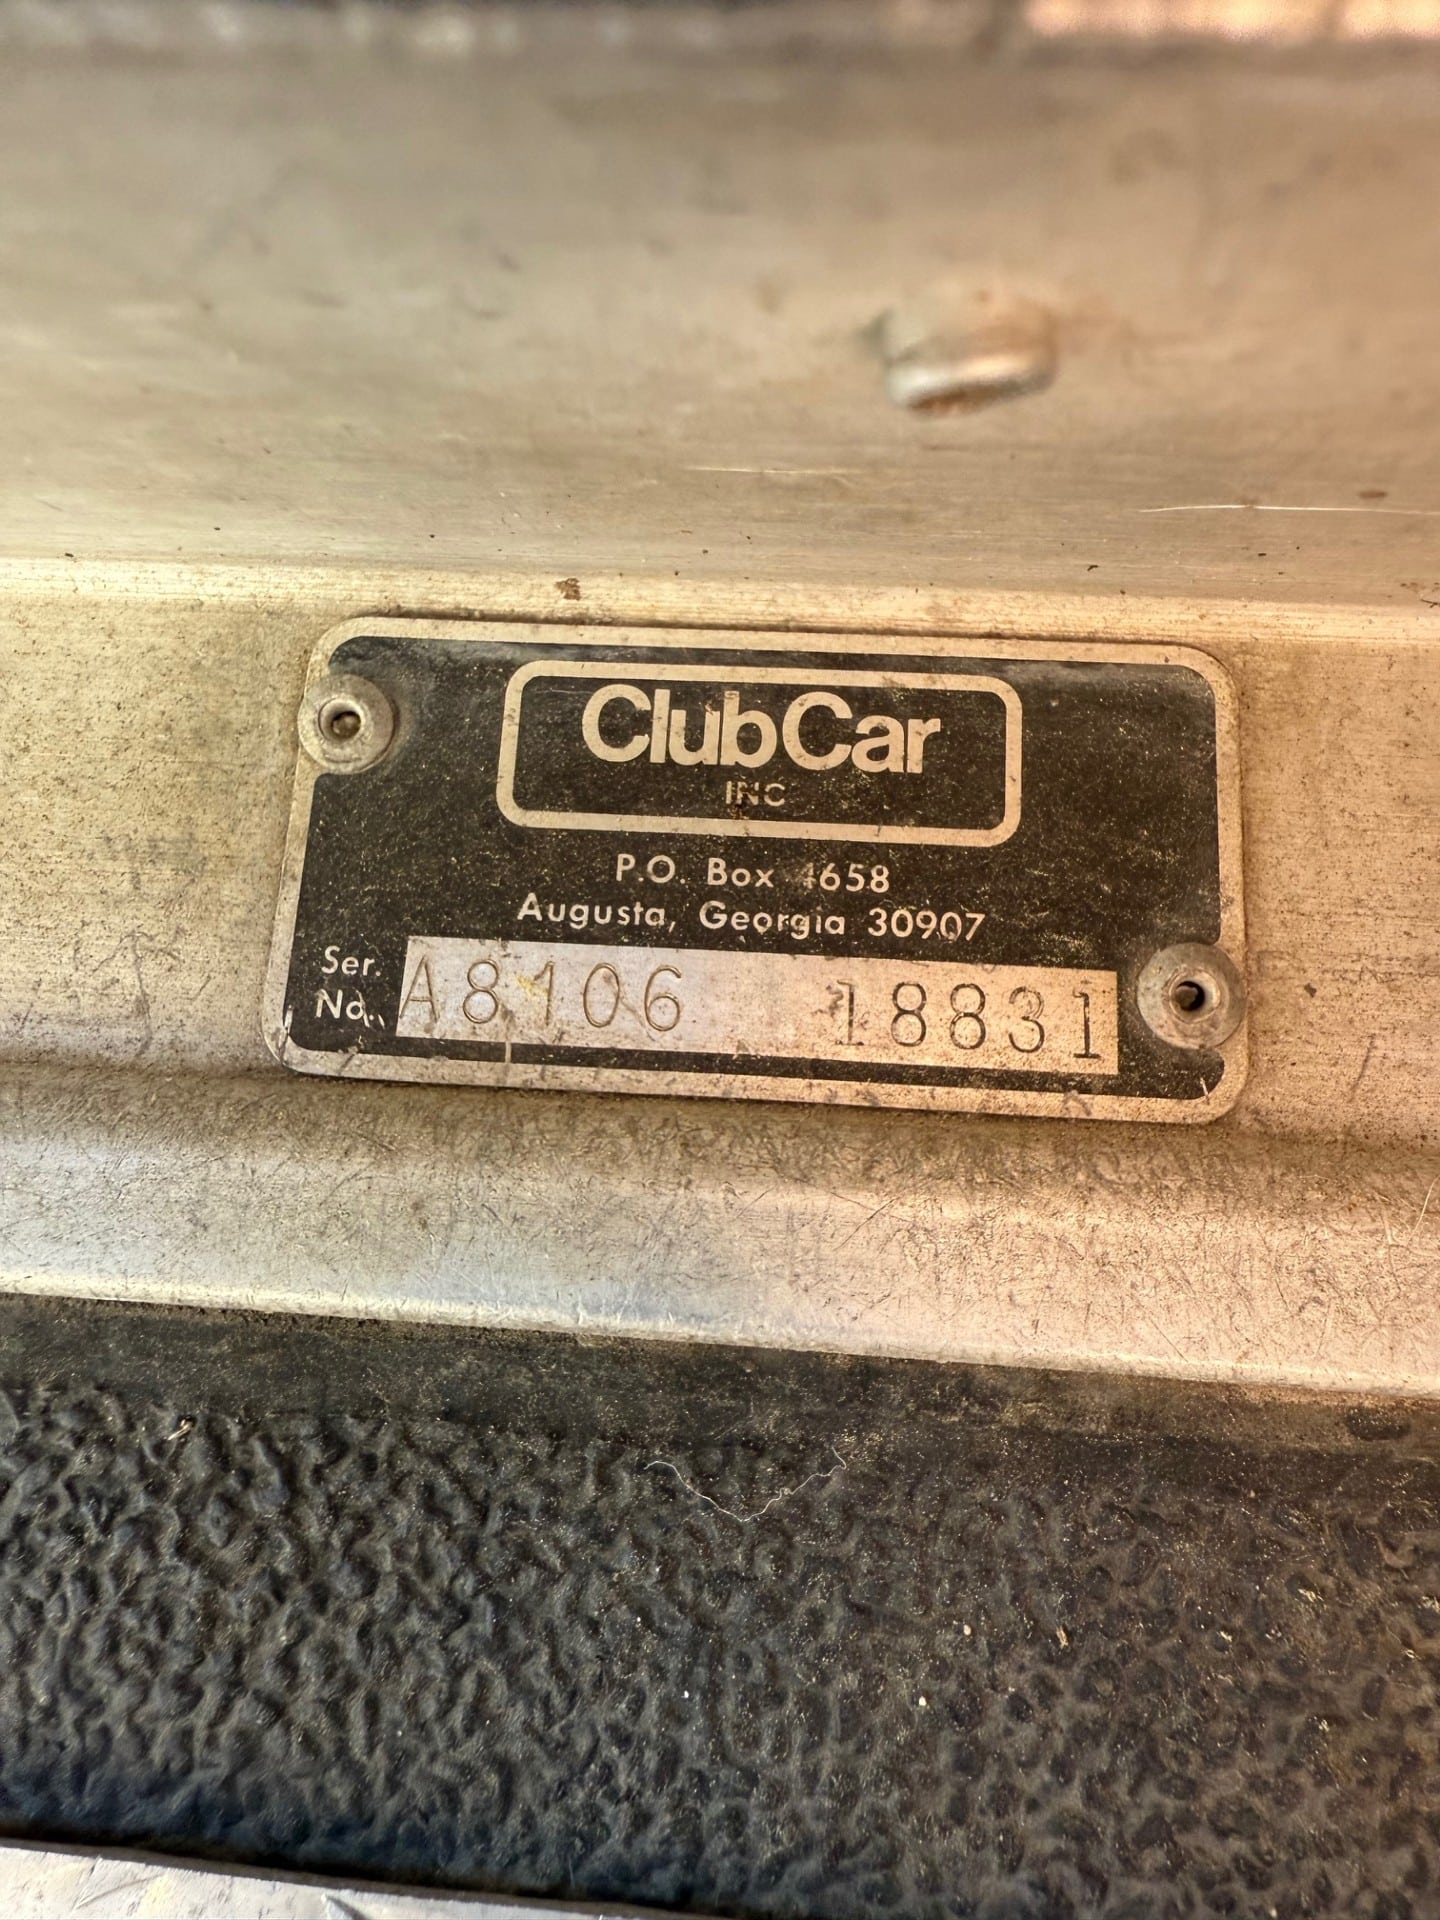 ClubCar
INC
P.O. Box 4658
Augusta, Georgia 30907
Ser.
No. A8106 18831